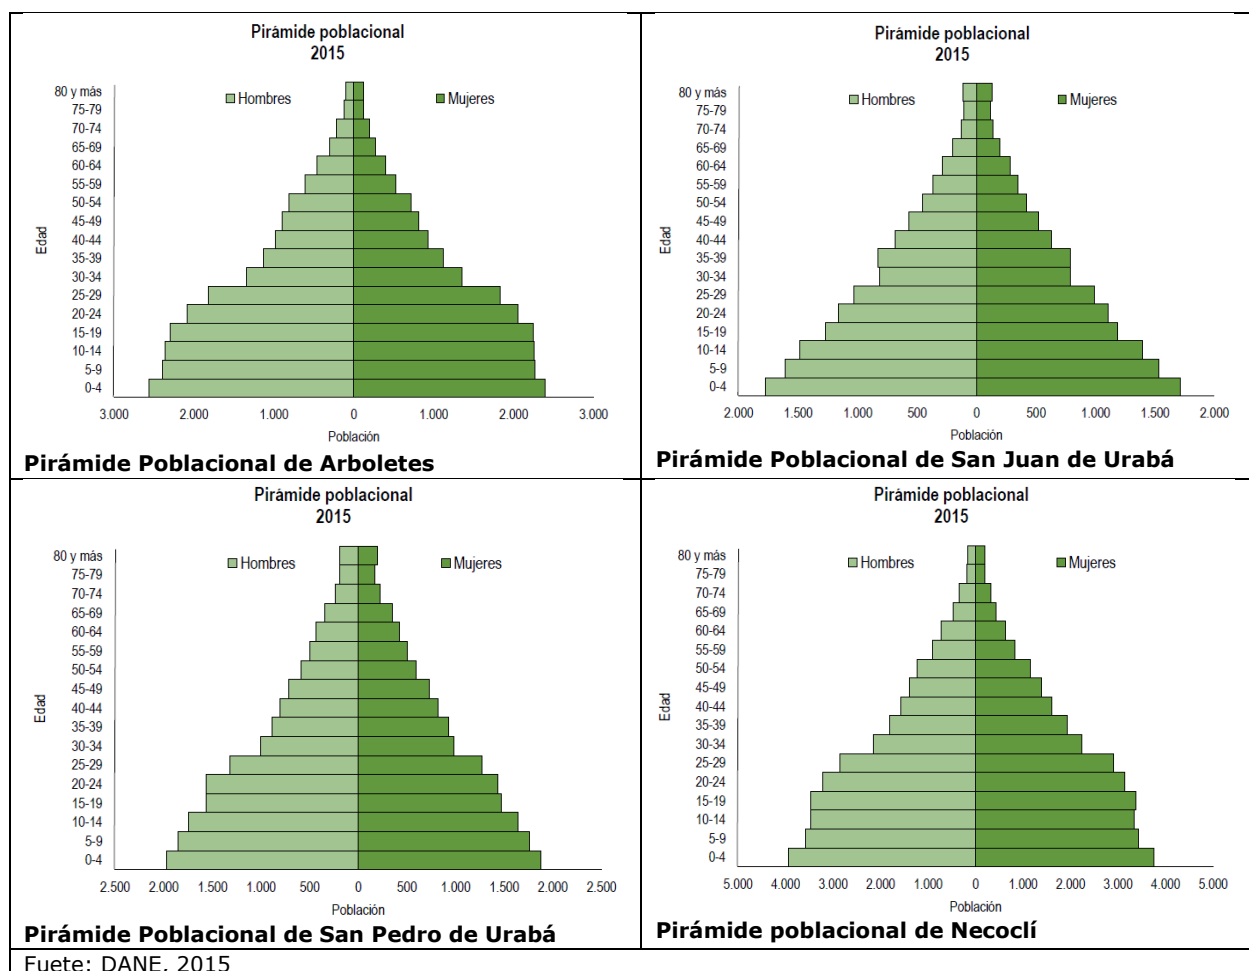 Pirámide poblacional
2015
Hombres
Mujeres
80 y más
75-79
70-74
65-69
60-64
55-59
50-54
45-49
40-44
35-39
30-34
25-29
20-24
15-19
10-14
5-9
0-4
Edad
3.000 2.000 1.000 0 1.000 2.000 3.000
Población
Pirámide Poblacional de Arboletes
Pirámide poblacional
2015
Hombres
Mujeres
80 y más
75-79
70-74
65-69
60-64
55-59
50-54
45-49
40-44
35-39
30-34
25-29
20-24
15-19
10-14
5-9
0-4
Edad
2.000 1.500 1.000 500 0 500 1.000 1.500 2.000
Población
Pirámide Poblacional de San Juan de Urabá
Pirámide poblacional
2015
Hombres
Mujeres
80 y más
75-79
70-74
65-69
60-64
55-59
50-54
45-49
40-44
35-39
30-34
25-29
20-24
15-19
10-14
5-9
0-4
Edad
2.500 2.000 1.500 1.000 500 0 500 1.000 1.500 2.000 2.500
Población
Pirámide Poblacional de San Pedro de Urabá
Pirámide poblacional
2015
Hombres
Mujeres
80 y más
75-79
70-74
65-69
60-64
55-59
50-54
45-49
40-44
35-39
30-34
25-29
20-24
15-19
10-14
5-9
0-4
Edad
5.000 4.000 3.000 2.000 1.000 0 1.000 2.000 3.000 4.000 5.000
Población
Pirámide poblacional de Necoclí
Fuete: DANE, 2015